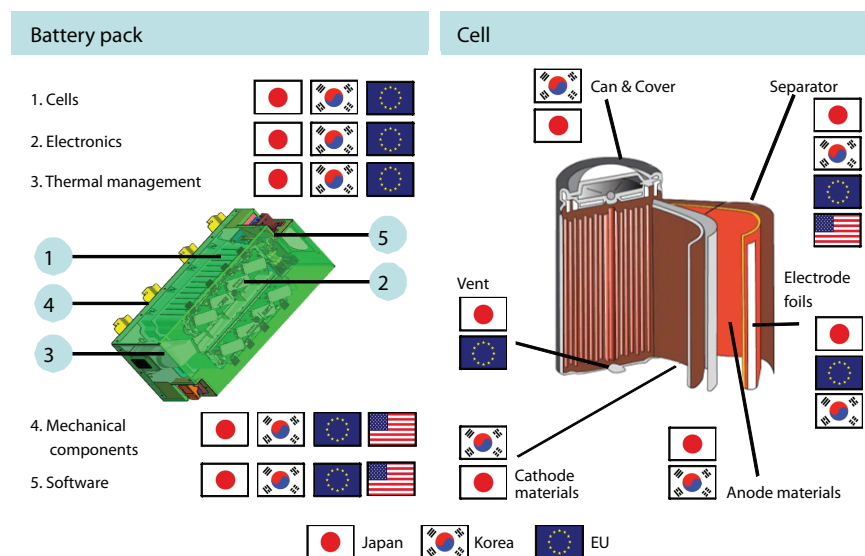 Battery pack
Cell
1. Cells
2. Electronics
3. Thermal management
5
1
2
4
3
4. Mechanical
components
5. Software
Can & Cover
Separator
Vent
Electrode
foils
Cathode
materials
Anode materials
Japan
Korea
EU